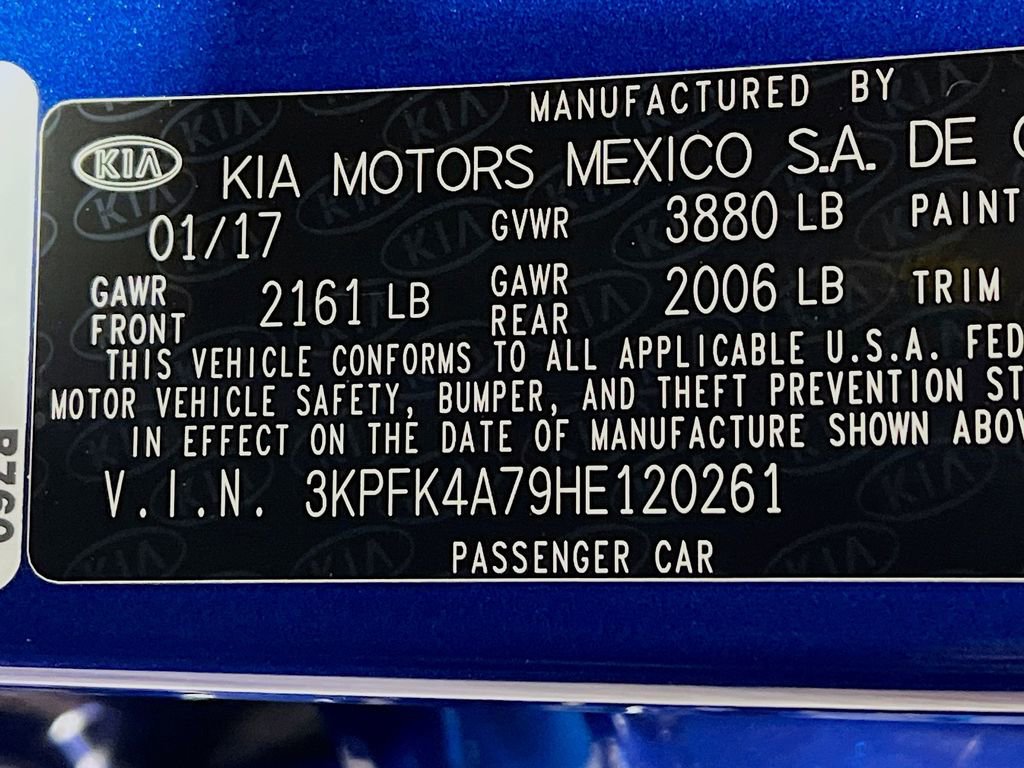 MANUFACTURED BY
KIA KIA MOTORS MEXICO S.A. DE
01/17 GVWR 3880 LB PAINT
GAWR FRONT 2161 LB GAWR REAR 2006 LB TRIM
THIS VEHICLE CONFORMS TO ALL APPLICABLE U.S.A. FED
MOTOR VEHICLE SAFETY, BUMPER, AND THEFT PREVENTION ST
IN EFFECT ON THE DATE OF MANUFACTURE SHOWN ABOV
V.I.N. 3KPFK4A79HE120261
PASSENGER CAR